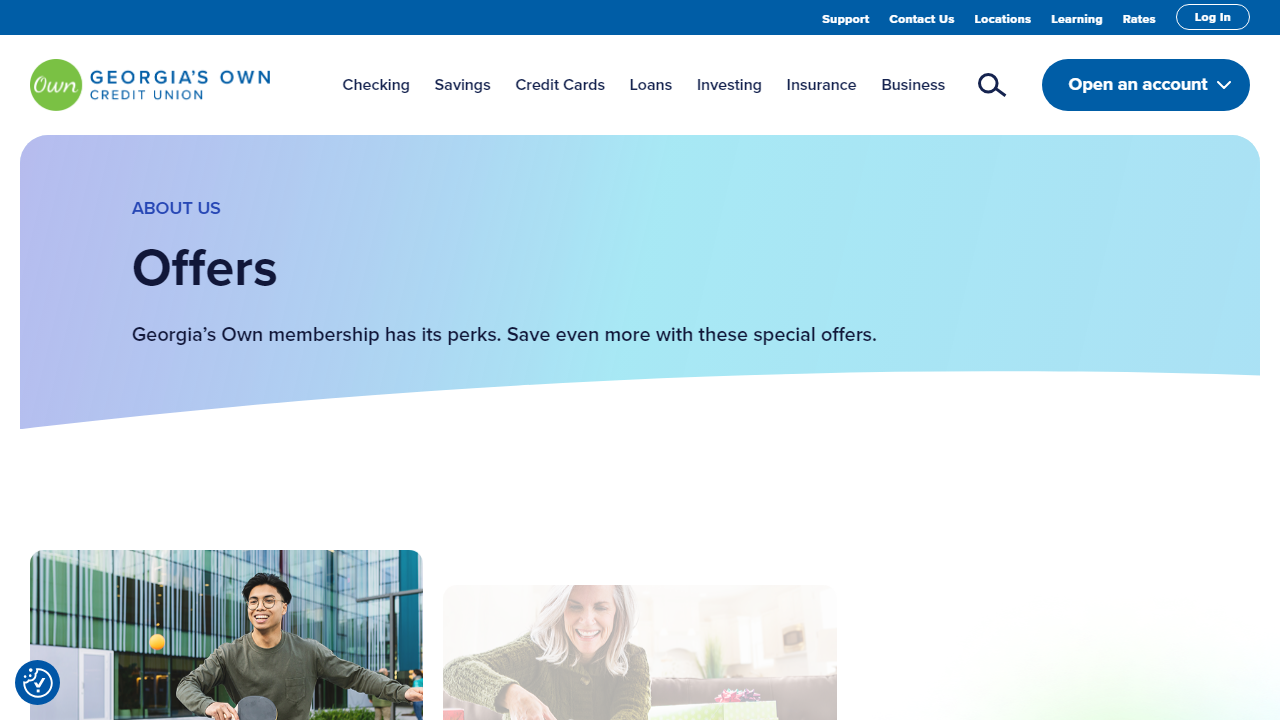 Support Contact Us Locations Learning Rates Log In
Own GEORGIA'S OWN
CREDIT UNION
Checking Savings Credit Cards Loans Investing Insurance Business Open an account
ABOUT US
Offers
Georgia’s Own membership has its perks. Save even more with these special offers.